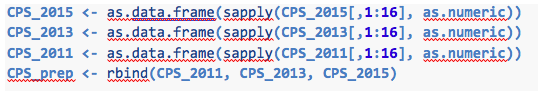 CPS_2015 <- as.data.frame(sapply(CPS_2015[,1:16], as.numeric))
CPS_2013 <- as.data.frame(sapply(CPS_2013[,1:16], as.numeric))
CPS_2011 <- as.data.frame(sapply(CPS_2011[,1:16], as.numeric))
CPS_prep <- rbind(CPS_2011, CPS_2013, CPS_2015)